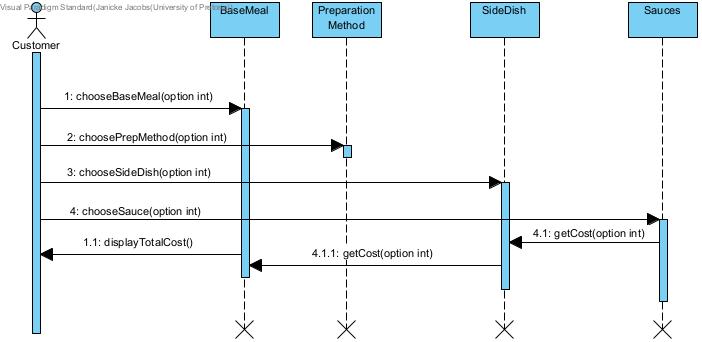 Visual Paradigm Standard(Janicke Jacobs(University of Pretoria
BaseMeal
Preparation
Method
SideDish
Sauces
Customer
1: chooseBaseMeal(option int)
2: choosePrepMethod(option int)
3: chooseSideDish(option int)
4: chooseSauce(option int)
4.1: getCost(option int)
1.1: displayTotalCost()
4.1.1: getCost(option int)